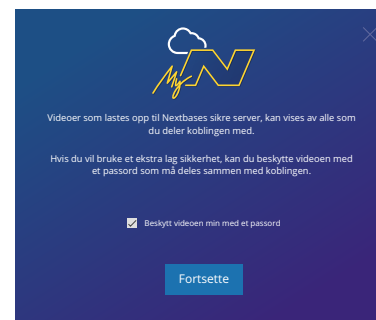 My N
Videoer som lastes opp til Nextbases sikre server, kan vises av alle som
du deler koblingen med.
Hvis du vil bruke et ekstra lag sikkerhet, kan du beskytte videoen med
et passord som må deles sammen med koblingen.
Beskytt videoen min med et passord
Fortsette